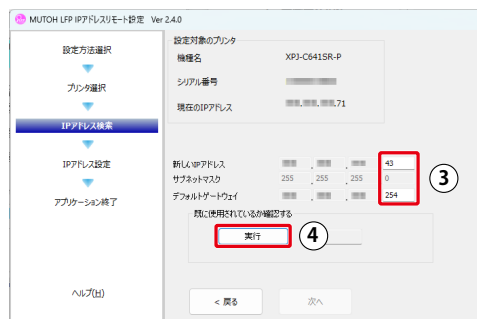 MUTOH LFP IPアドレスリモート設定 Ver 2.4.0
設定方法選択
プリンタ選択
IPアドレス検索
IPアドレス設定
アプリケーション終了
ヘルプ(H)
設定対象のプリンタ
機種名 XPJ-C641SR-P
シリアル番号
現在のIPアドレス . . .71
新しいIPアドレス . . . 43
サブネットマスク 255 . 255 . 255 . 0
デフォルトゲートウェイ . . . 254
③
既に使用されているか確認する
実行
④
< 戻る 次へ